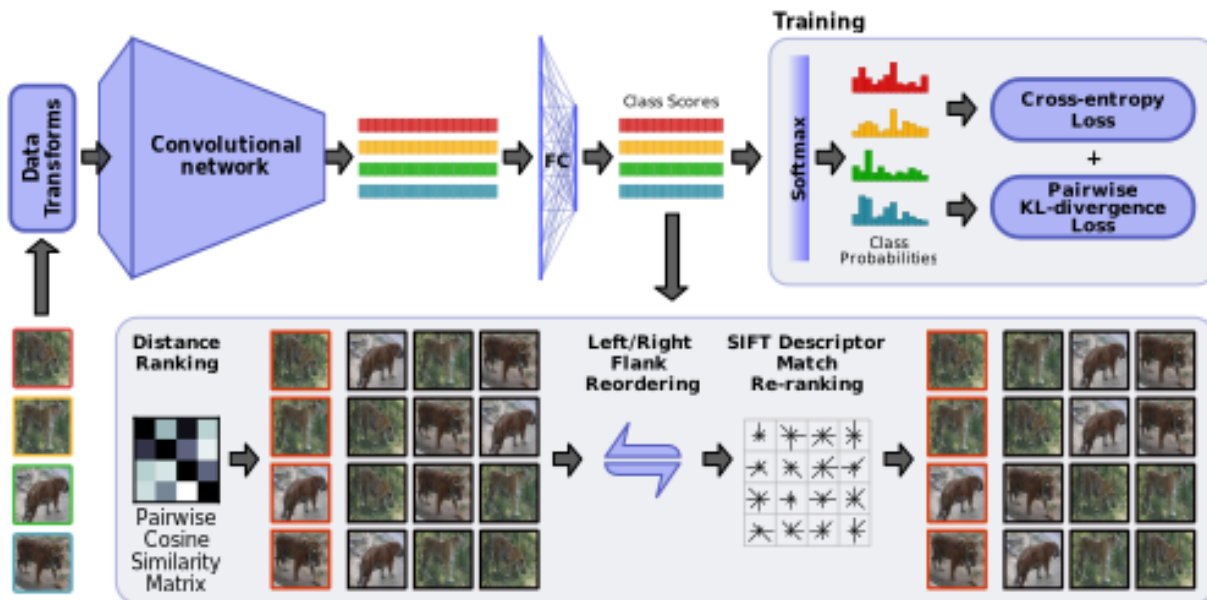 Training
Data
Transforms
Convolutional
network
FC
Class Scores
Softmax
Class
Probabilities
Cross-entropy
Loss
+
Pairwise
KL-divergence
Loss
Distance
Ranking
Pairwise
Cosine
Similarity
Matrix
Left/Right
Flank
Reordering
SIFT Descriptor
Match
Re-ranking